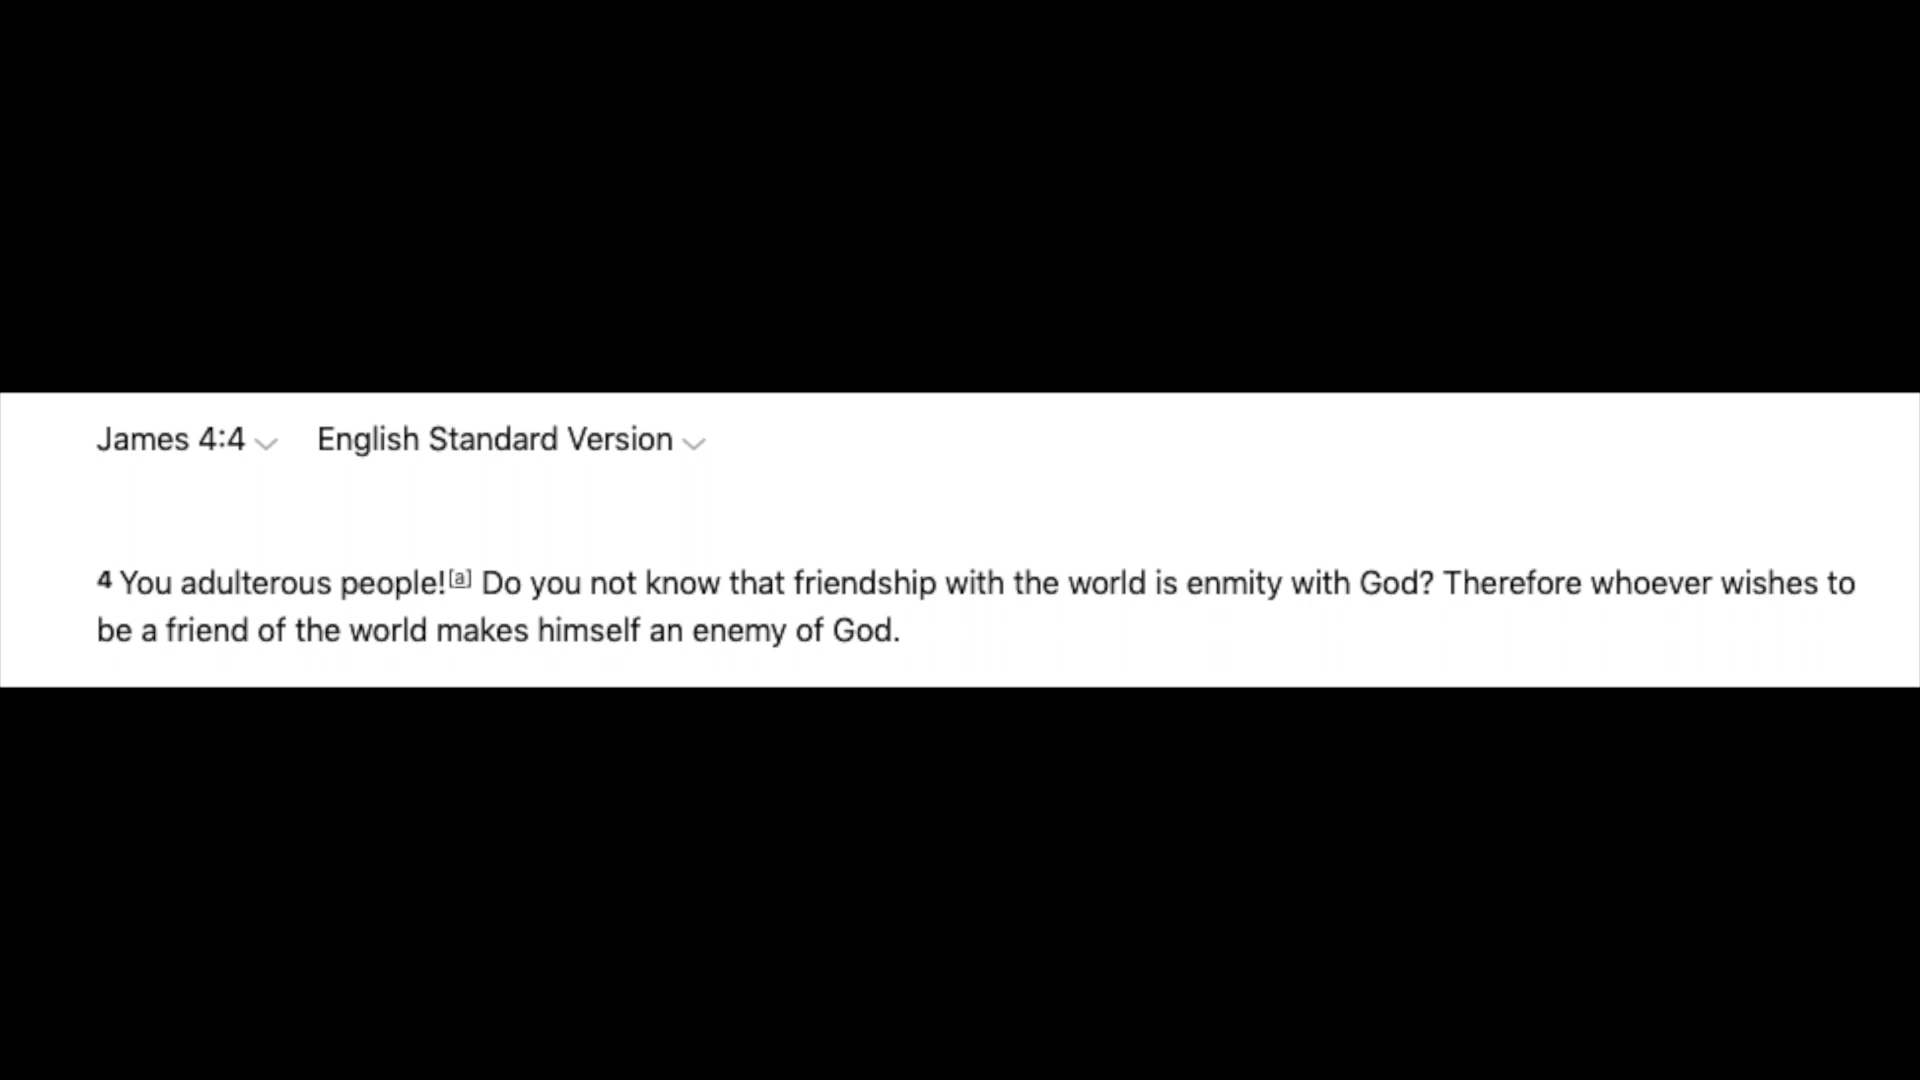 James 4:4 English Standard Version
4 You adulterous people![a] Do you not know that friendship with the world is enmity with God? Therefore whoever wishes to
be a friend of the world makes himself an enemy of God.